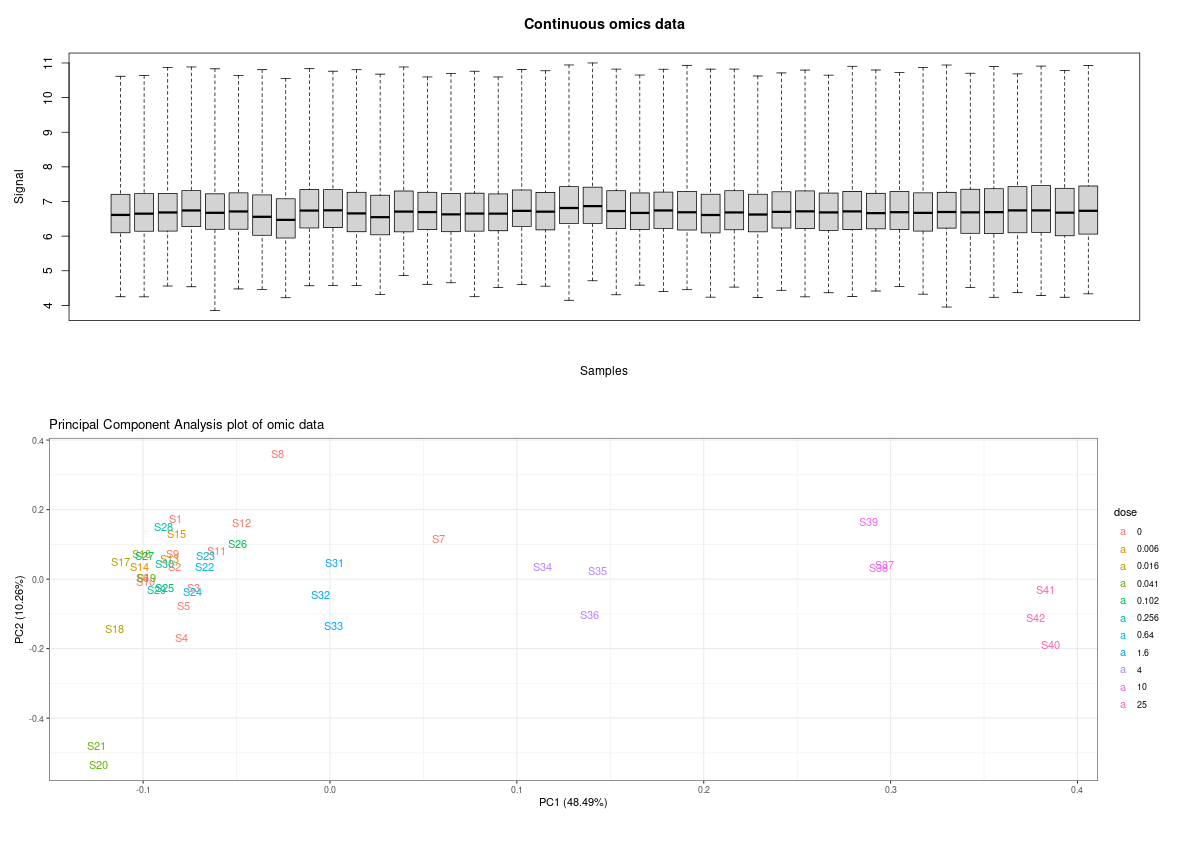 Continuous omics data
Signal
11
10
9
8
7
6
5
4
Samples
Principal Component Analysis plot of omic data
PC2 (10.26%)
0.4
0.2
0.0
-0.2
-0.4
S8
S1
S28
S12
S15
S26
S7
S39
S11
S9
S23
S27
S17
S14
S30
S2
S22
S31
S34
S35
S37
S38
S19
S3
S25
S24
S5
S32
S36
S41
S42
S18
S4
S33
S40
S21
S20
-0.1
0.0
0.1
0.2
0.3
0.4
PC1 (48.49%)
dose
a 0
a 0.006
a 0.016
a 0.041
a 0.102
a 0.256
a 0.64
a 1.6
a 4
a 10
a 25